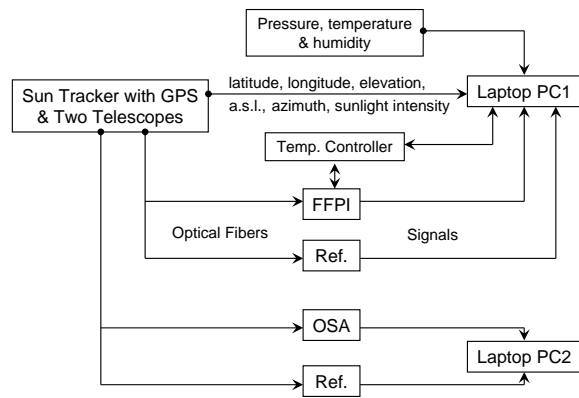 Pressure, temperature
& humidity
latitude, longitude, elevation,
a.s.l., azimuth, sunlight intensity
Sun Tracker with GPS
& Two Telescopes
Laptop PC1
Temp. Controller
FFPI
Optical Fibers
Signals
Ref.
OSA
Laptop PC2
Ref.